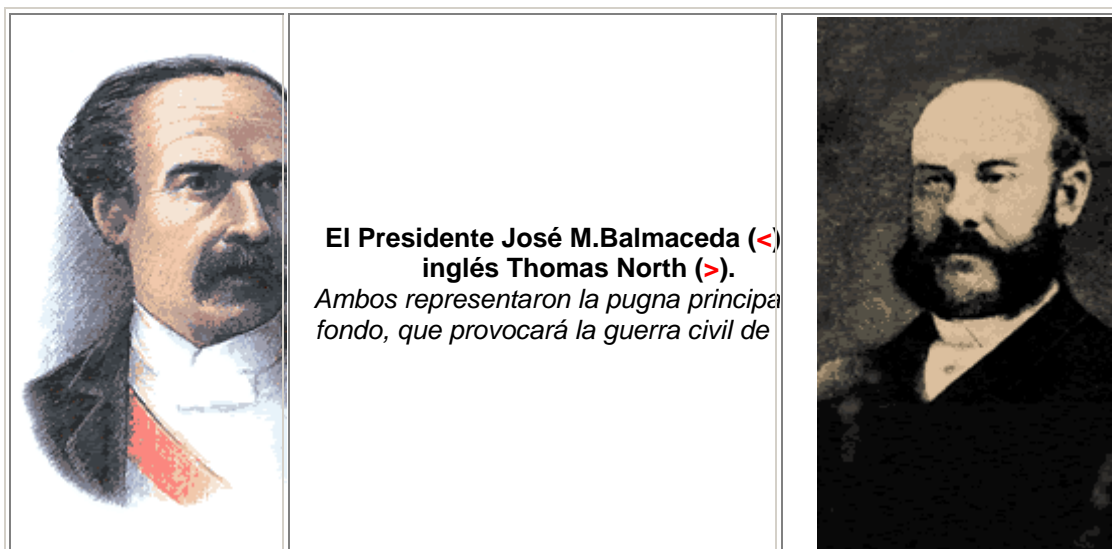 El Presidente José M.Balmaceda (<)
inglés Thomas North (>).
Ambos representaron la pugna principa
fondo, que provocará la guerra civil de